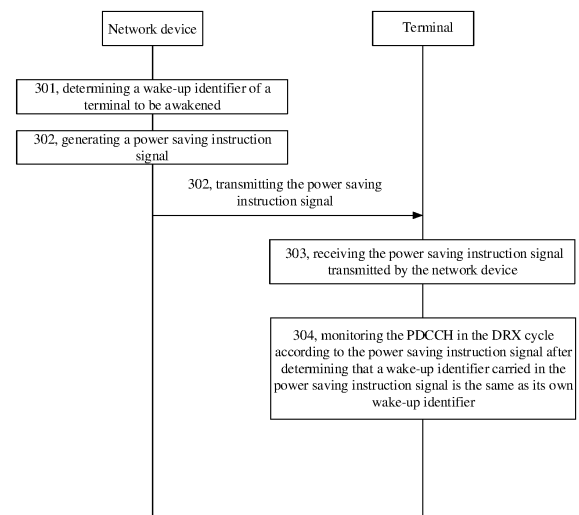 Network device
Terminal
301, determining a wake-up identifier of a
terminal to be awakened
302, generating a power saving instruction
signal
302, transmitting the power saving
instruction signal
303, receiving the power saving instruction signal
transmitted by the network device
304, monitoring the PDCCH in the DRX cycle
according to the power saving instruction signal after
determining that a wake-up identifier carried in the
power saving instruction signal is the same as its own
wake-up identifier